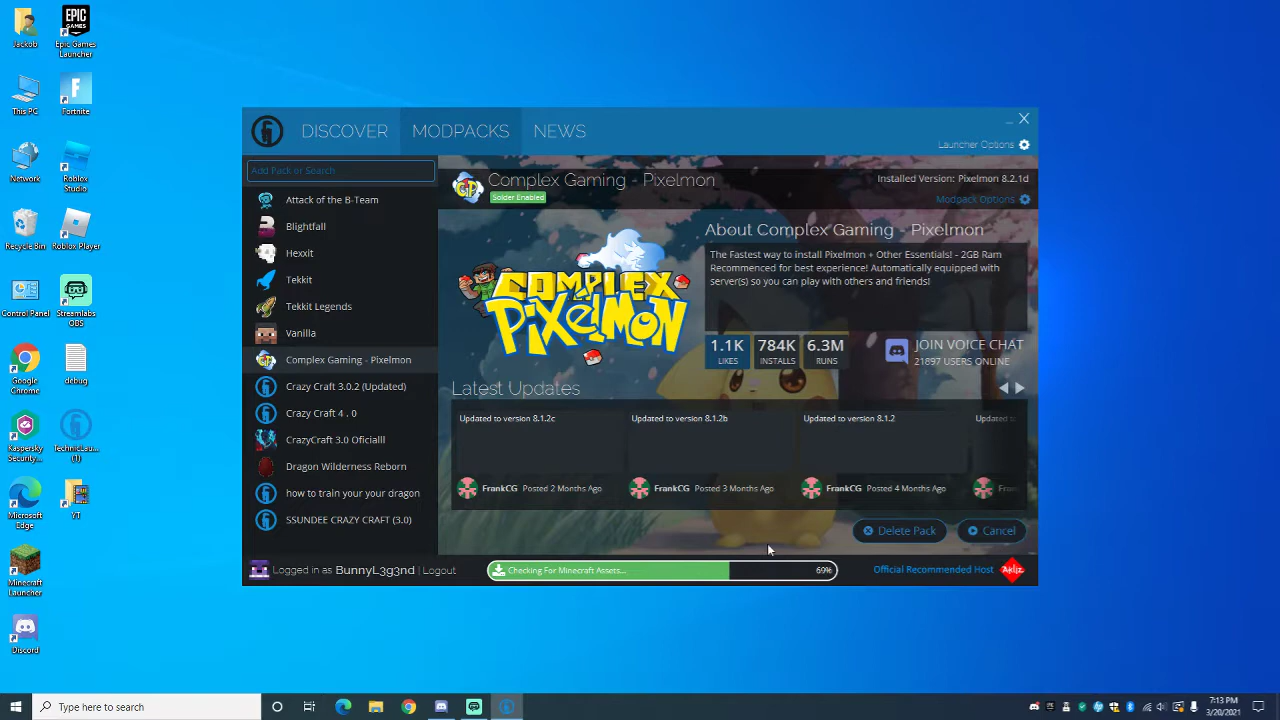 Jackob
EPIC GAMES
Epic Games Launcher
This PC
Fortnite
Network
Roblox Studio
Recycle Bin
Roblox Player
Control Panel
Streamlabs OBS
Google Chrome
debug
Kaspersky Security...
TechnicLau... (1)
Microsoft Edge
YT
Minecraft Launcher
Discord
DISCOVER
MODPACKS
NEWS
Launcher Options
Add Pack or Search
Attack of the B-Team
Blightfall
Hexxit
Tekkit
Tekkit Legends
Vanilla
Complex Gaming - Pixelmon
Crazy Craft 3.0.2 (Updated)
Crazy Craft 4 . 0
CrazyCraft 3.0 Oficialll
Dragon Wilderness Reborn
how to train your your dragon
SSUNDEE CRAZY CRAFT (3.0)
Complex Gaming - Pixelmon
Solder Enabled
Installed Version: Pixelmon 8.2.1d
Modpack Options
COMPLEX
PIXELMON
About Complex Gaming - Pixelmon
The Fastest way to install Pixelmon + Other Essentials! - 2GB Ram
Recommended for best experience! Automatically equipped with
server(s) so you can play with others and friends!
1.1K
LIKES
784K
INSTALLS
6.3M
RUNS
JOIN VOICE CHAT
21897 USERS ONLINE
Latest Updates
Updated to version 8.1.2c
FrankCG Posted 2 Months Ago
Updated to version 8.1.2b
FrankCG Posted 3 Months Ago
Updated to version 8.1.2
FrankCG Posted 4 Months Ago
Updated to
Fran
Delete Pack
Cancel
Logged in as BunnyL3g3nd | Logout
Checking For Minecraft Assets...
69%
Official Recommended Host
Akliz
Type here to search
7:13 PM
3/20/2021